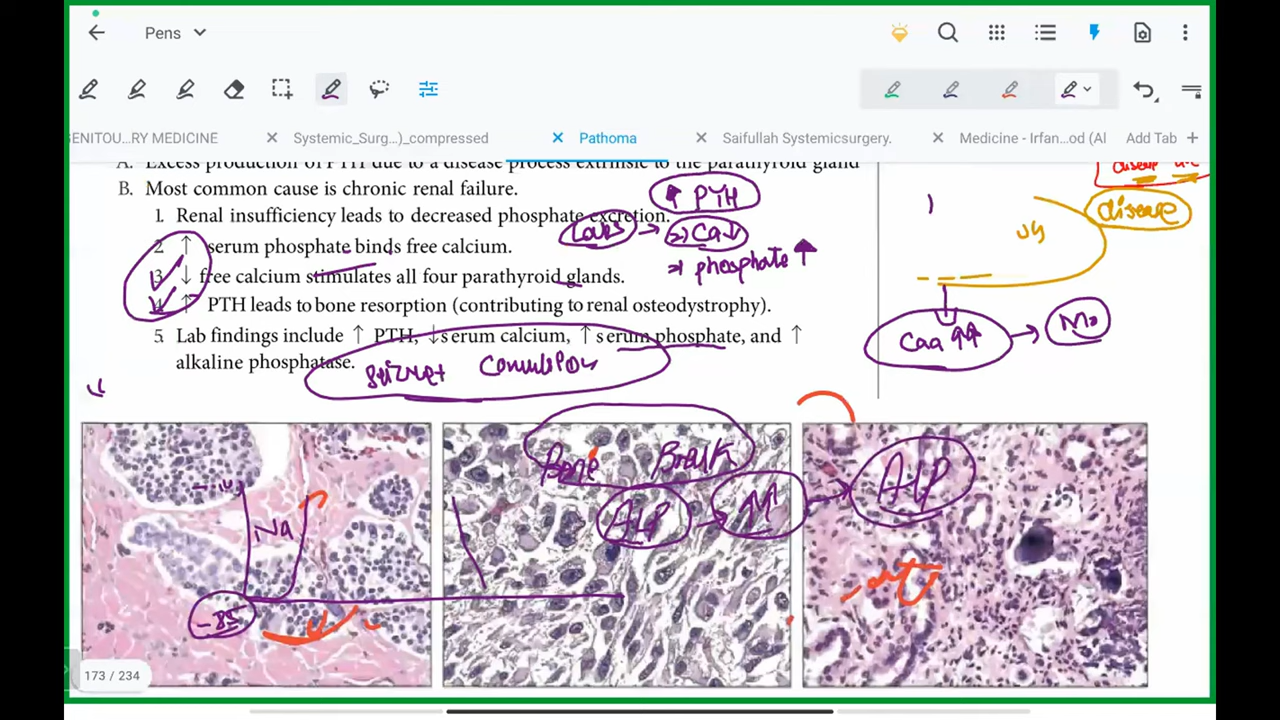 Pens
GENITOU...RY MEDICINE
Systemic_Surg...)_compressed
Pathoma
Saifullah Systemicsurgery.
Medicine - Irfan...od (Al
Add Tab
A. Excess production of PTH due to a disease process extrinsic to the parathyroid gland
B. Most common cause is chronic renal failure.
1. Renal insufficiency leads to decreased phosphate excretion.
2. ↑ serum phosphate binds free calcium.
3. ↓ free calcium stimulates all four parathyroid glands.
4. ↑ PTH leads to bone resorption (contributing to renal osteodystrophy).
5. Lab findings include ↑ PTH, ↓ serum calcium, ↑ serum phosphate, and ↑
alkaline phosphatase.
↑ PTH
Ca↓
⇒ phosphate ↑
disease
disease
Bone Break
ALP → M → ALP
Na
-85
173 / 234